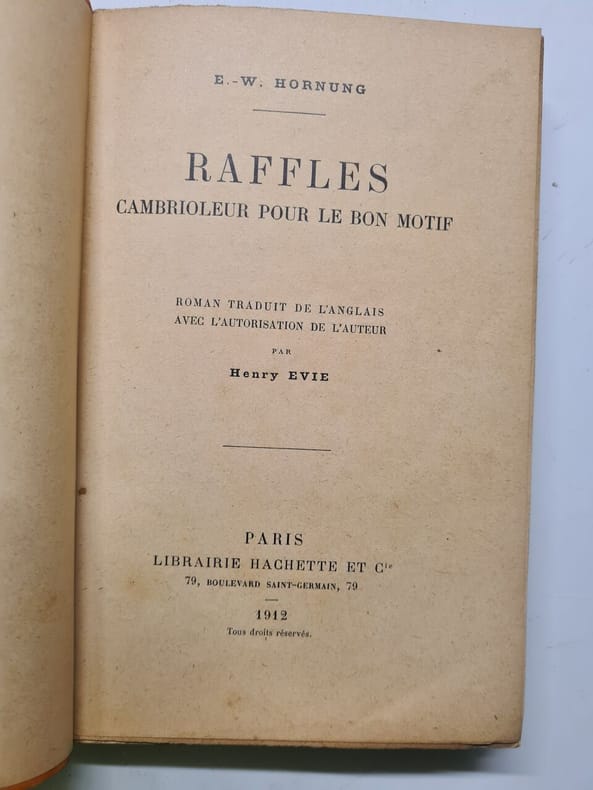 E.-W. HORNUNG
RAFFLES
CAMBRIOLEUR POUR LE BON MOTIF
ROMAN TRADUIT DE L'ANGLAIS
AVEC L'AUTORISATION DE L'AUTEUR
PAR
Henry EVIE
PARIS
LIBRAIRIE HACHETTE ET Cie
79, BOULEVARD SAINT-GERMAIN, 79
1912
Tous droits réservés.